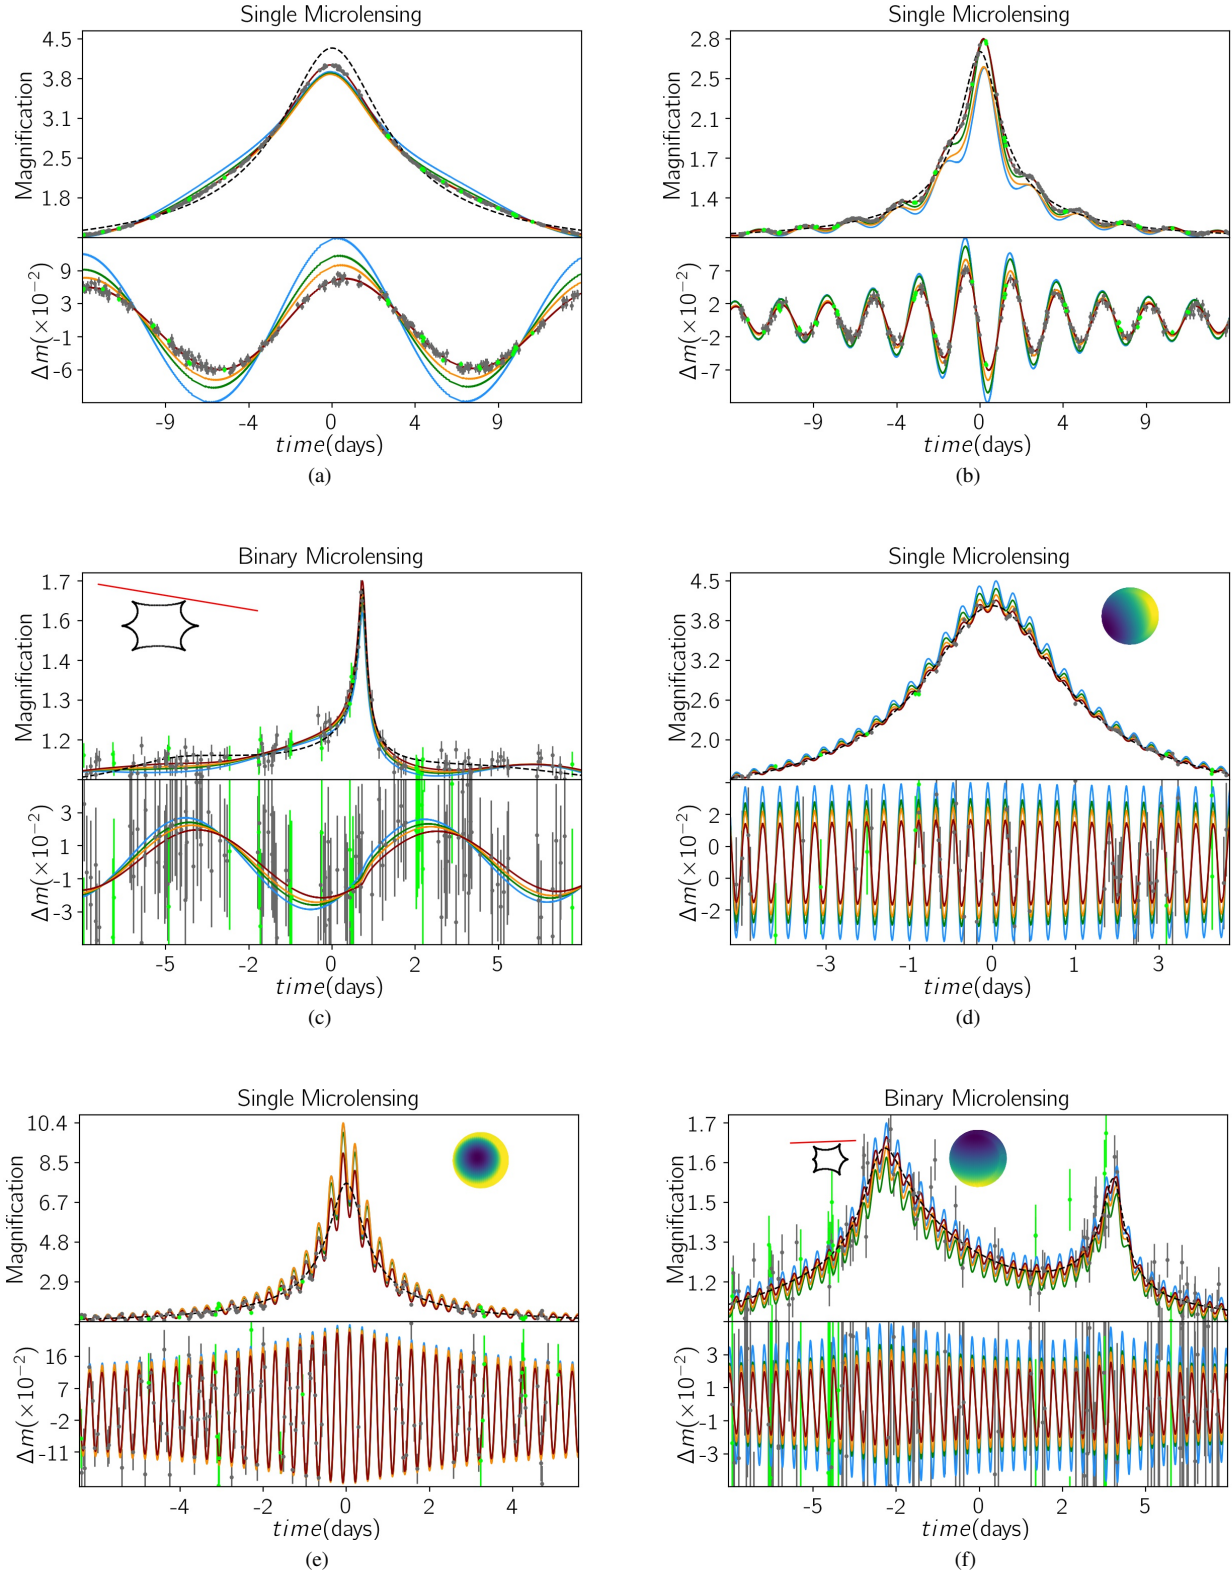 Single Microlensing
4.5
3.8
3.1
2.5
1.8
Magnification
9
3
-1
-6
Δm(×10⁻²)
-9 -4 0 4 9
time(days)
(a)
Single Microlensing
2.8
2.5
2.1
1.7
1.4
Magnification
7
2
-2
-7
Δm(×10⁻²)
-9 -4 0 4 9
time(days)
(b)
Binary Microlensing
1.7
1.6
1.4
1.3
1.2
Magnification
3
1
-1
-3
Δm(×10⁻²)
-5 -2 0 2 5
time(days)
(c)
Single Microlensing
4.5
3.8
3.2
2.6
2.0
Magnification
2
0
0
-2
Δm(×10⁻²)
-3 -1 0 1 3
time(days)
(d)
Single Microlensing
10.4
8.5
6.7
4.8
2.9
Magnification
16
7
-2
-11
Δm(×10⁻²)
-4 -2 0 2 4
time(days)
(e)
Binary Microlensing
1.7
1.6
1.5
1.3
1.2
Magnification
3
1
-1
-3
Δm(×10⁻²)
-5 -2 0 2 5
time(days)
(f)